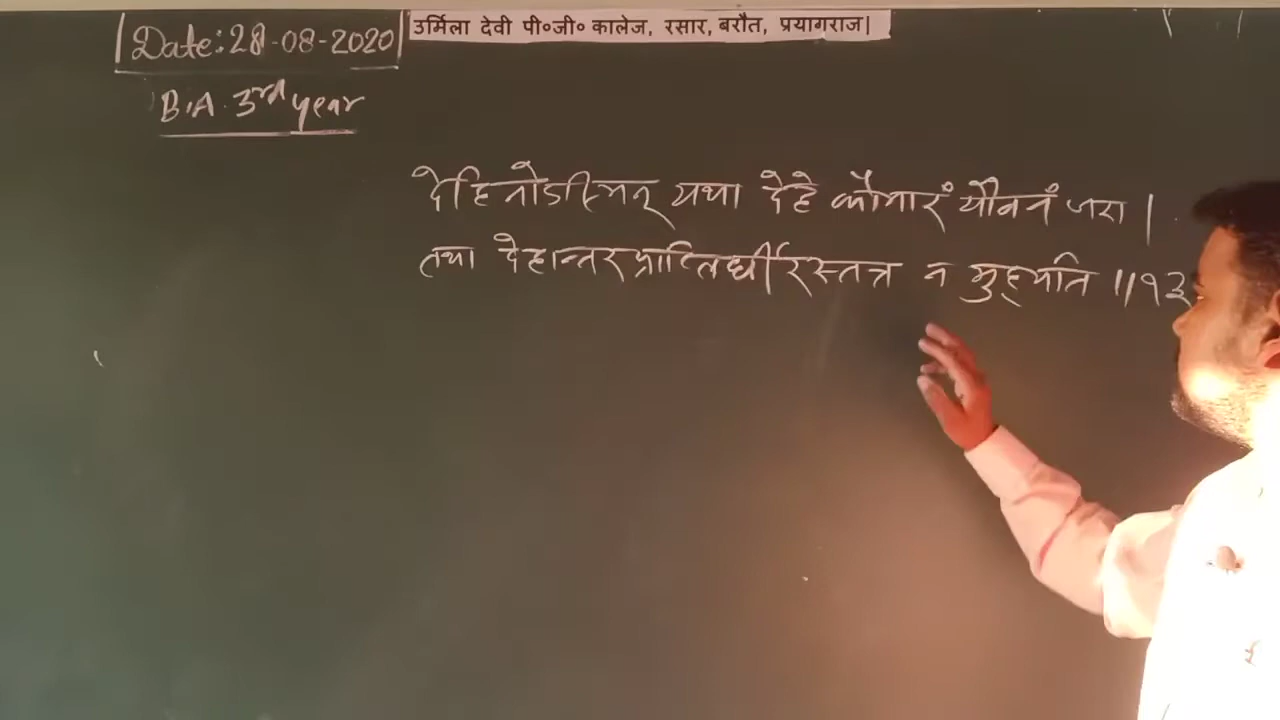 Date: 28-08-2020
उर्मिला देवी पी०जी० कालेज, रसार, बरौत, प्रयागराज|
B.A. 3rd year
देहिनोऽस्मिन् यथा देहे कौमारं यौवनं जरा |
तथा देहान्तरप्राप्तिर्धीरस्तत्र न मुह्यति ||१३